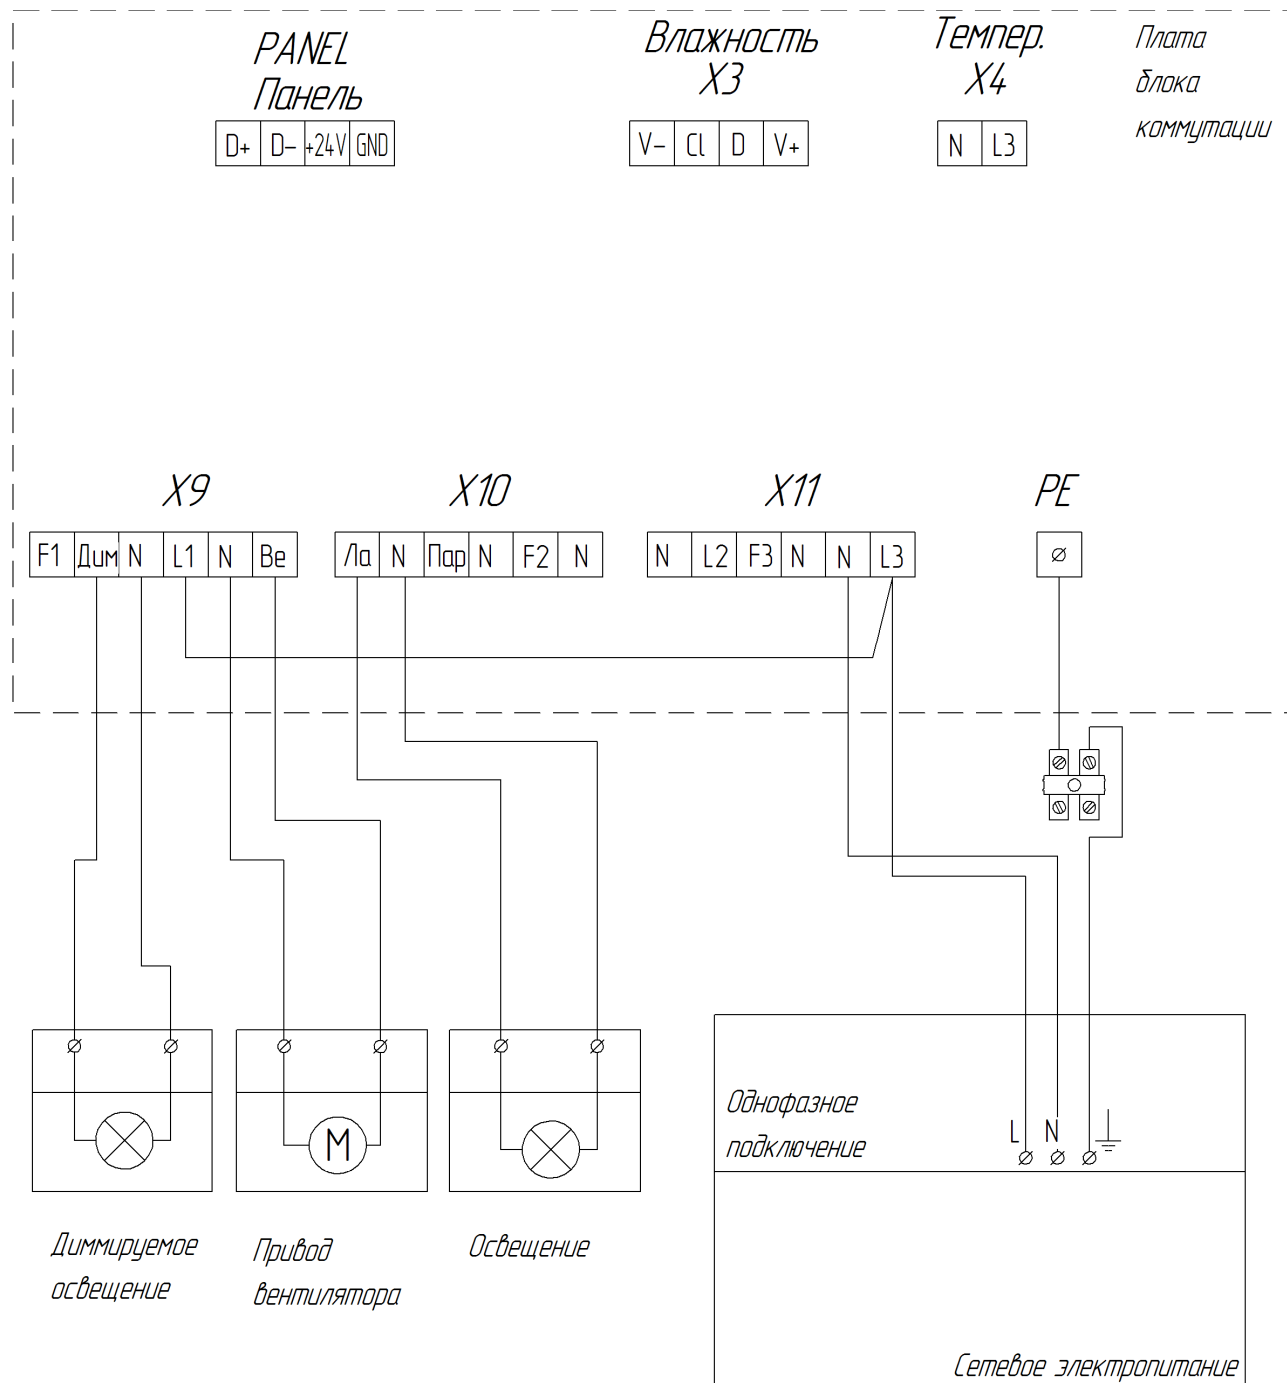 PANEL
Панель
D+ D- +24V GND
Влажность
X3
V- Cl D V+
Темпер.
X4
N L3
Плата
блока
коммутации
X9
F1 Дим N L1 N Ве
X10
Ла N Пар N F2 N
X11
N L2 F3 N N L3
PE
M
Диммируемое
освещение
Привод
вентилятора
Освещение
Однофазное
подключение
L N
Сетевое электропитание